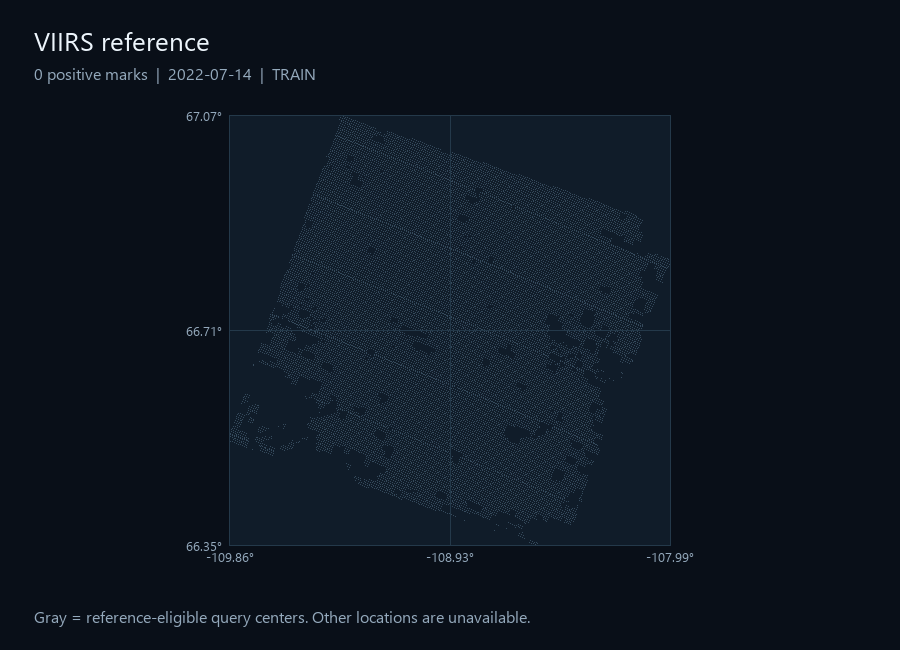 VIIRS reference
0 positive marks | 2022-07-14 | TRAIN
67.07°
66.71°
66.35°
-109.86° -108.93° -107.99°
Gray = reference-eligible query centers. Other locations are unavailable.